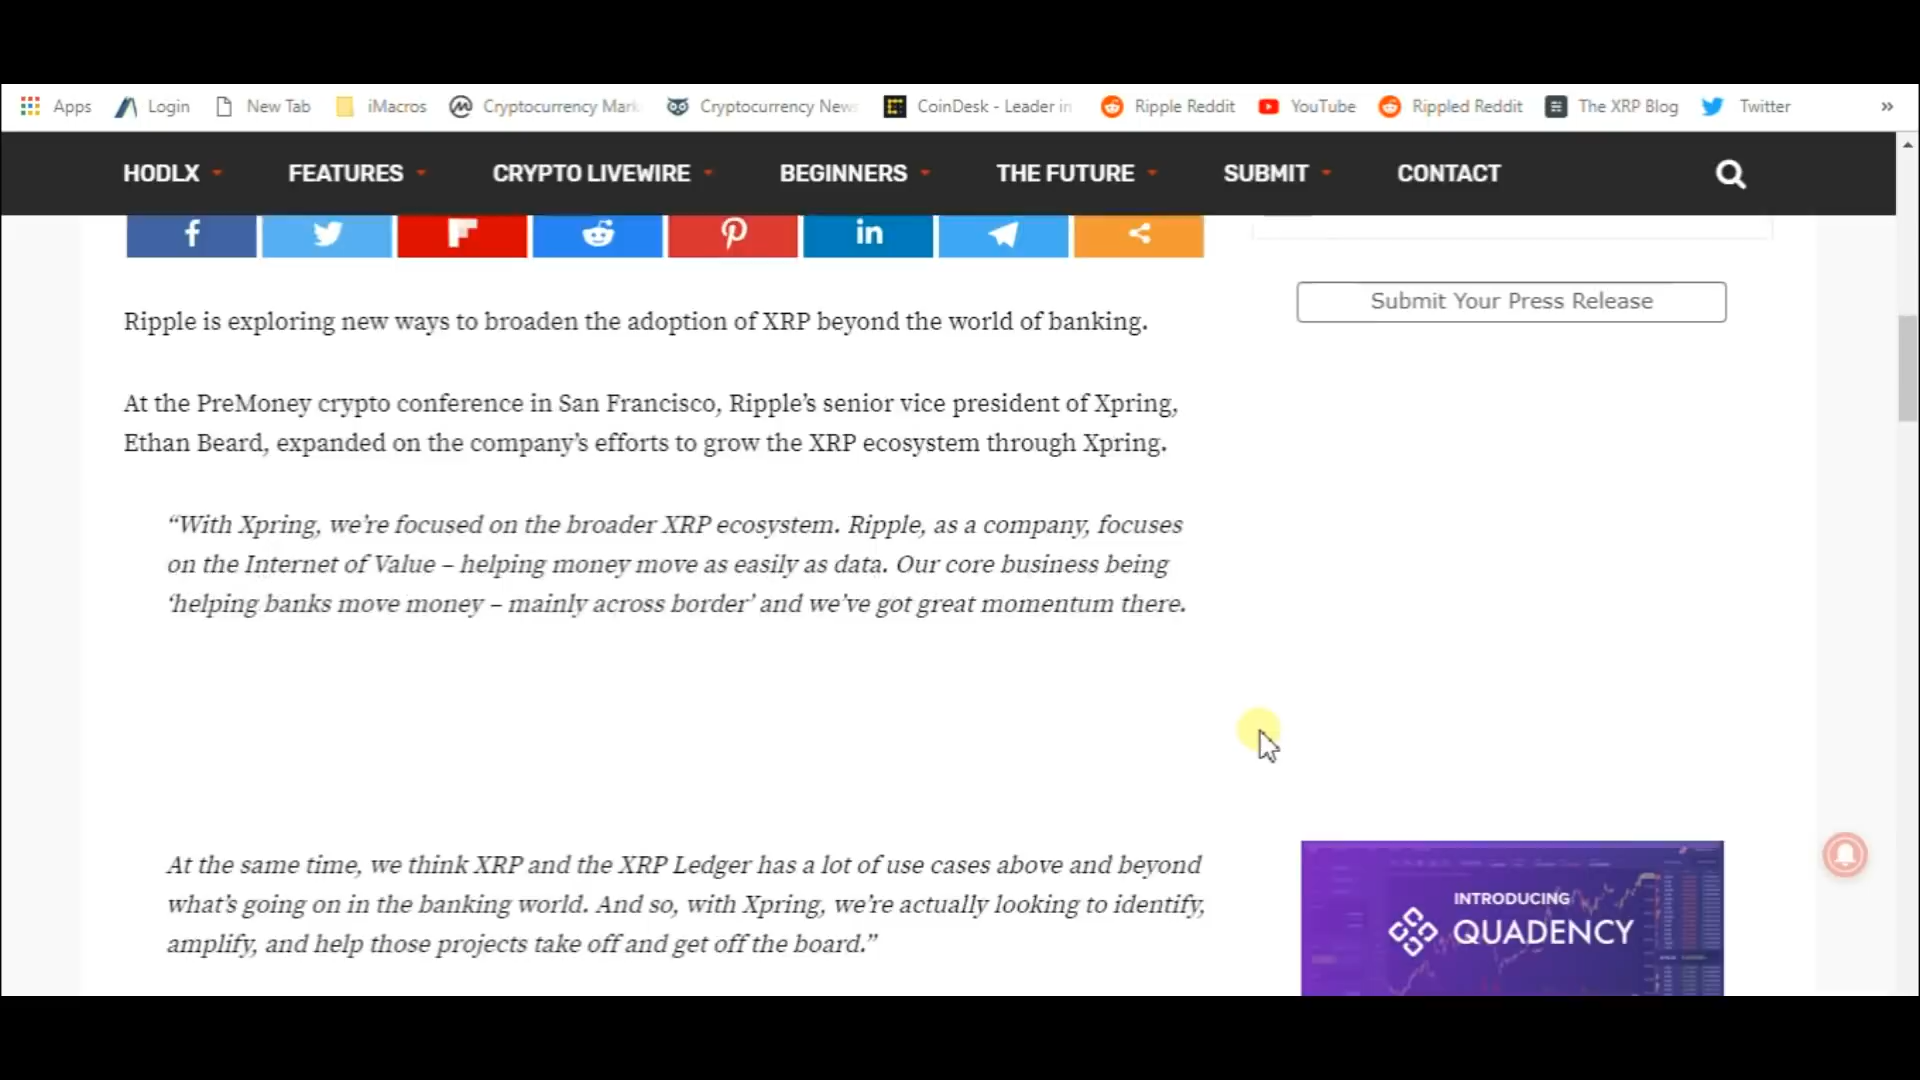 Apps Login New Tab iMacros Cryptocurrency Mark Cryptocurrency News CoinDesk - Leader in Ripple Reddit YouTube Rippled Reddit The XRP Blog Twitter »
HODLX FEATURES CRYPTO LIVEWIRE BEGINNERS THE FUTURE SUBMIT CONTACT
Submit Your Press Release
Ripple is exploring new ways to broaden the adoption of XRP beyond the world of banking.
At the PreMoney crypto conference in San Francisco, Ripple’s senior vice president of Xpring,
Ethan Beard, expanded on the company’s efforts to grow the XRP ecosystem through Xpring.
“With Xpring, we’re focused on the broader XRP ecosystem. Ripple, as a company, focuses
on the Internet of Value – helping money move as easily as data. Our core business being
‘helping banks move money – mainly across border’ and we’ve got great momentum there.
At the same time, we think XRP and the XRP Ledger has a lot of use cases above and beyond
what’s going on in the banking world. And so, with Xpring, we’re actually looking to identify,
amplify, and help those projects take off and get off the board.”
INTRODUCING
QUADENCY